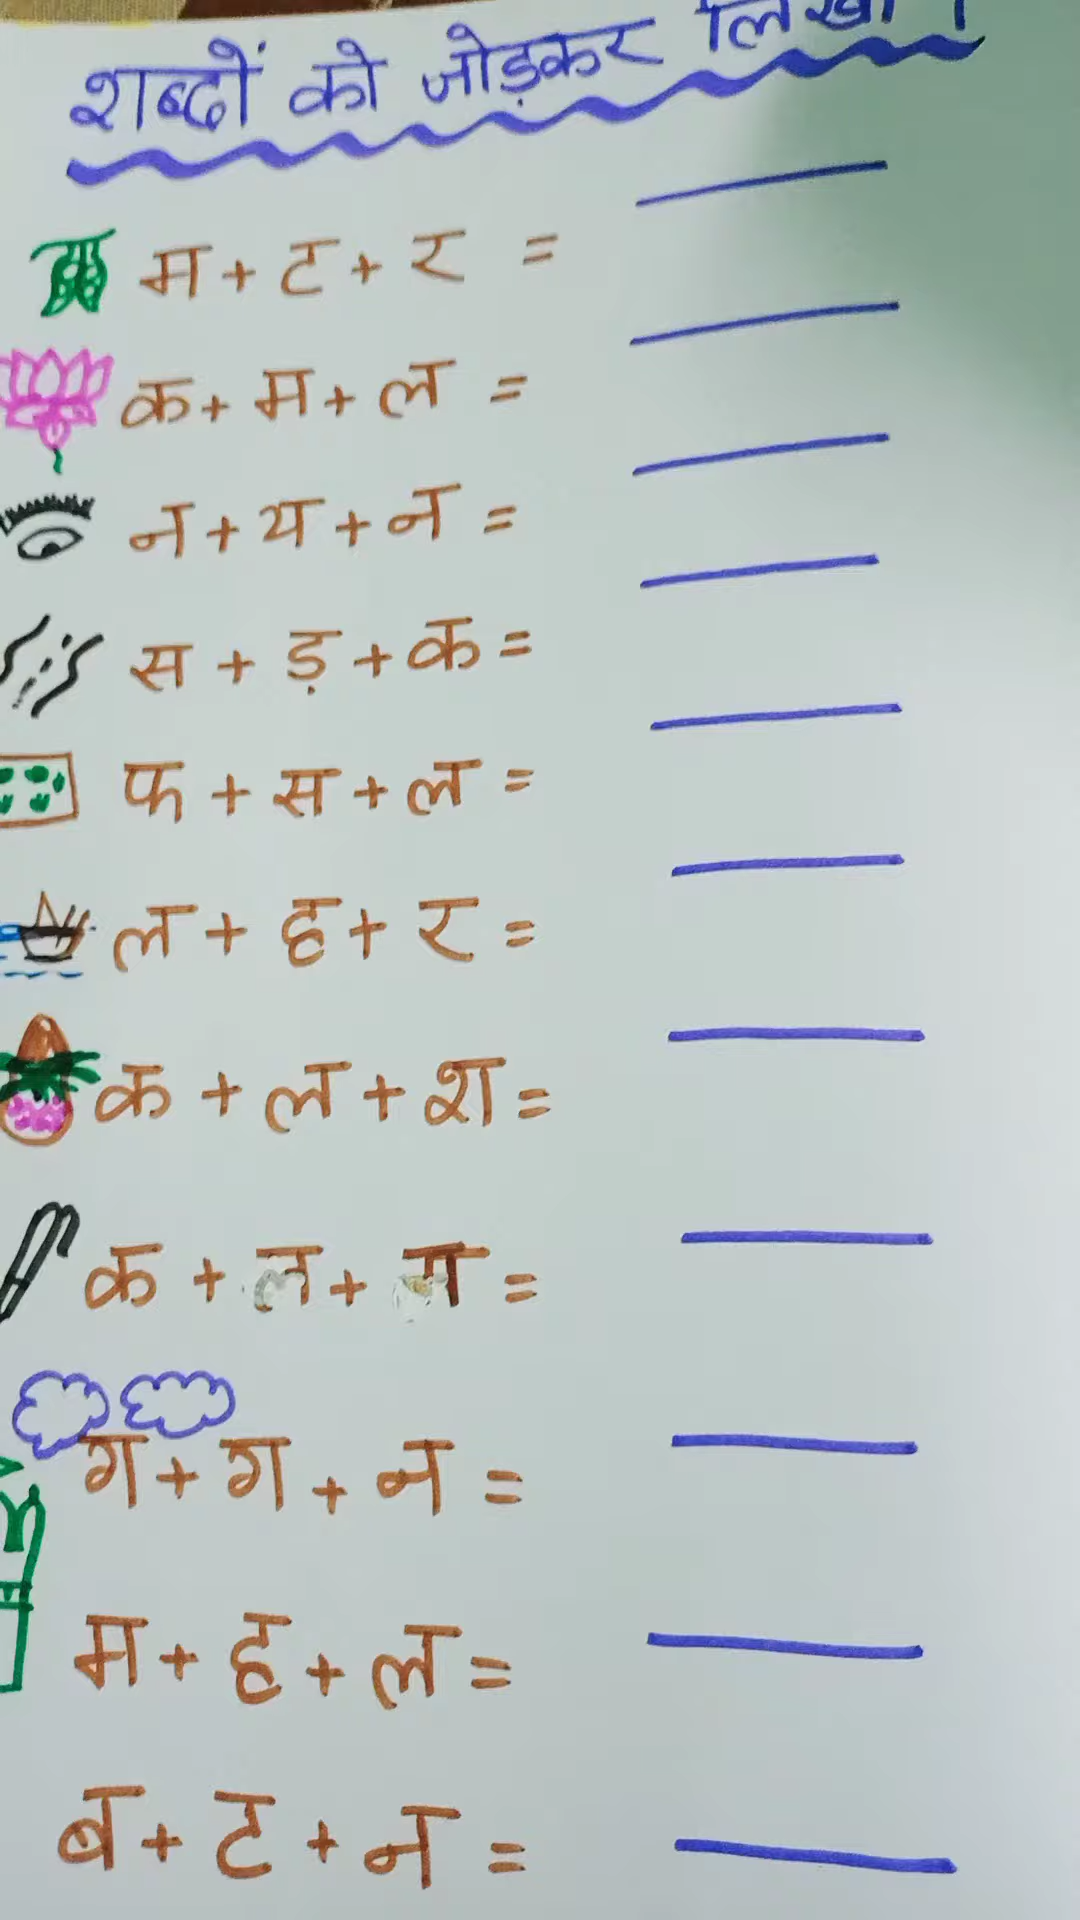 शब्दों को जोड़कर लिखो ।
म + ट + र =
क + म + ल =
न + य + न =
स + ड़ + क =
फ + स + ल =
ल + ह + र =
क + ल + श =
क + ल + म =
ग + ग + न =
म + ह + ल =
ब + ट + न =